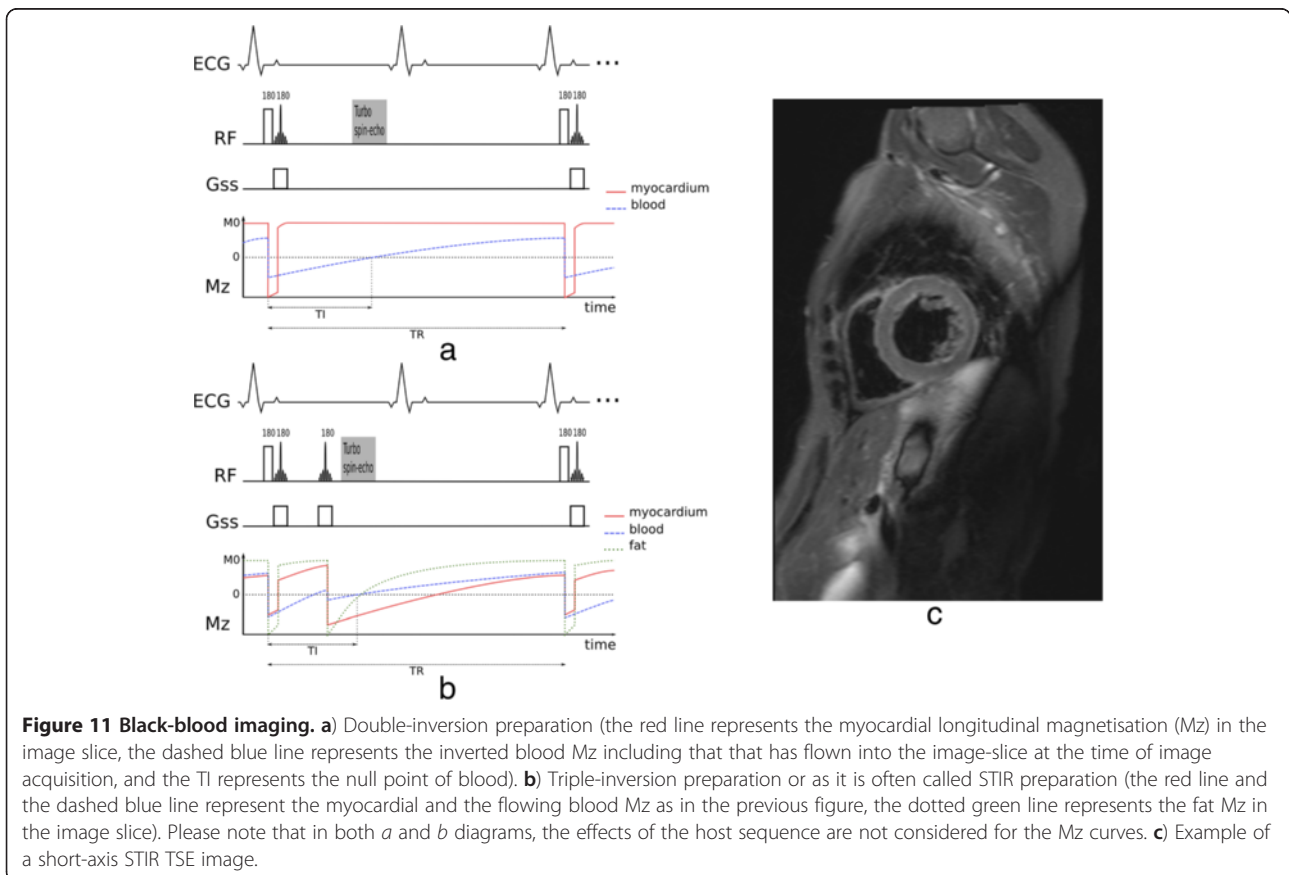 ECG
180 180
RF
Turbo
spin-echo
Gss
myocardium
blood
M0
0
Mz
time
TI
TR
a
ECG
180 180 180 180 180
RF
Turbo
spin-echo
Gss
myocardium
blood
fat
M0
0
Mz
time
TI
TR
b
c
Figure 11 Black-blood imaging. a) Double-inversion preparation (the red line represents the myocardial longitudinal magnetisation (Mz) in the
image slice, the dashed blue line represents the inverted blood Mz including that that has flown into the image-slice at the time of image
acquisition, and the TI represents the null point of blood). b) Triple-inversion preparation or as it is often called STIR preparation (the red line and
the dashed blue line represent the myocardial and the flowing blood Mz as in the previous figure, the dotted green line represents the fat Mz in
the image slice). Please note that in both a and b diagrams, the effects of the host sequence are not considered for the Mz curves. c) Example of
a short-axis STIR TSE image.